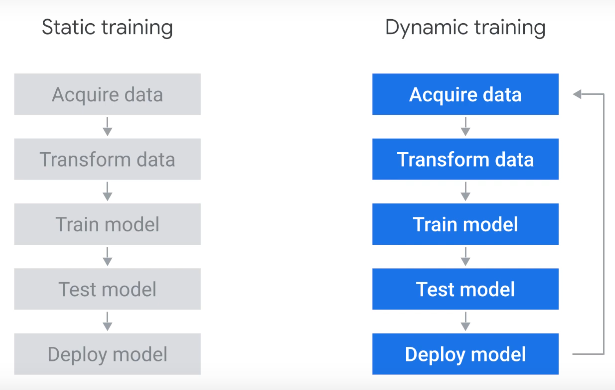 Static training
Acquire data
Transform data
Train model
Test model
Deploy model
Dynamic training
Acquire data
Transform data
Train model
Test model
Deploy model